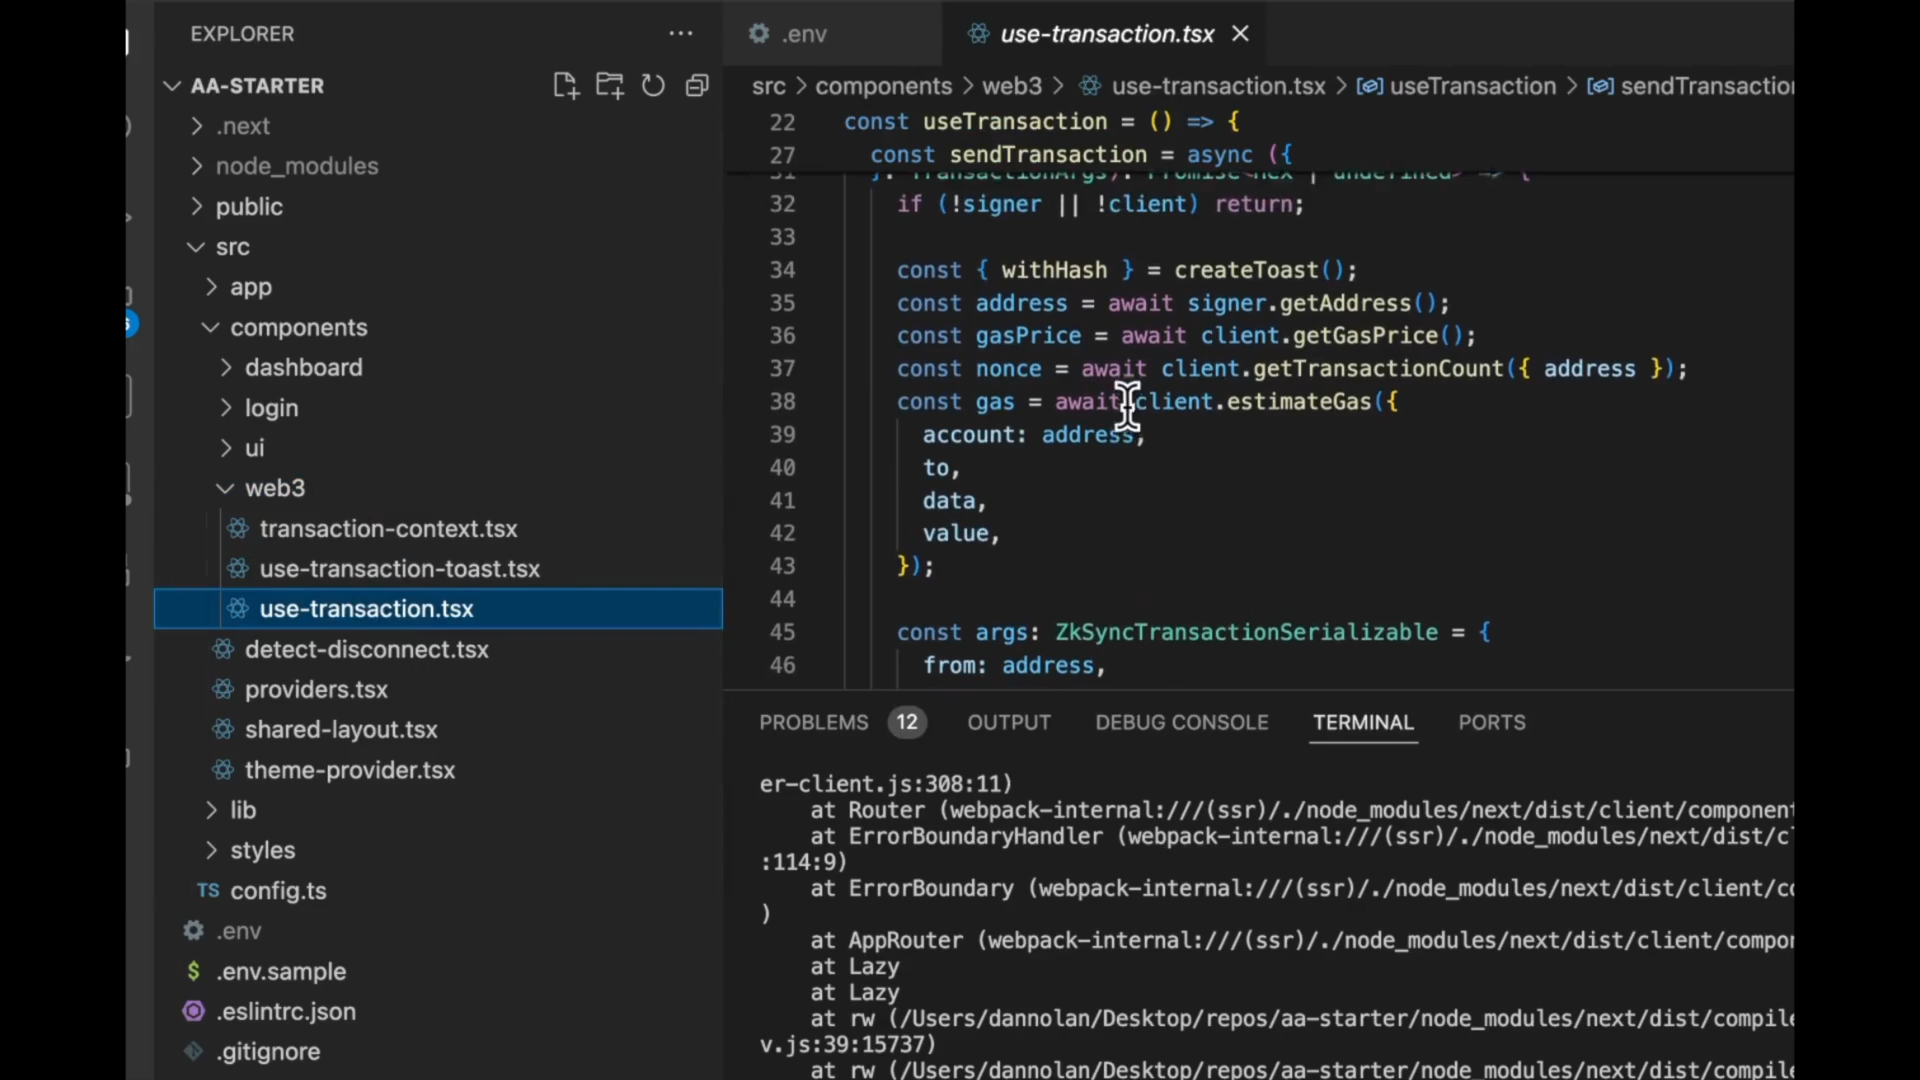 EXPLORER
AA-STARTER
.next
node_modules
public
src
app
components
dashboard
login
ui
web3
transaction-context.tsx
use-transaction-toast.tsx
use-transaction.tsx
detect-disconnect.tsx
providers.tsx
shared-layout.tsx
theme-provider.tsx
lib
styles
TS config.ts
.env
$ .env.sample
.eslintrc.json
.gitignore
.env
use-transaction.tsx
src > components > web3 > use-transaction.tsx > useTransaction > sendTransaction
22 const useTransaction = () => {
27 const sendTransaction = async ({
31 }: TransactionArgs): Promise<Hex | undefined> => {
32 if (!signer || !client) return;
33
34 const { withHash } = createToast();
35 const address = await signer.getAddress();
36 const gasPrice = await client.getGasPrice();
37 const nonce = await client.getTransactionCount({ address });
38 const gas = await client.estimateGas({
39 account: address,
40 to,
41 data,
42 value,
43 });
44
45 const args: ZkSyncTransactionSerializable = {
46 from: address,
PROBLEMS 12 OUTPUT DEBUG CONSOLE TERMINAL PORTS
er-client.js:308:11)
at Router (webpack-internal:///(ssr)/./node_modules/next/dist/client/component
at ErrorBoundaryHandler (webpack-internal:///(ssr)/./node_modules/next/dist/cl
:114:9)
at ErrorBoundary (webpack-internal:///(ssr)/./node_modules/next/dist/client/co
)
at AppRouter (webpack-internal:///(ssr)/./node_modules/next/dist/client/compon
at Lazy
at Lazy
at rw (/Users/dannolan/Desktop/repos/aa-starter/node_modules/next/dist/compile
v.js:39:15737)
at rw (/Users/dannolan/Desktop/repos/aa-starter/node_modules/next/dist/compile